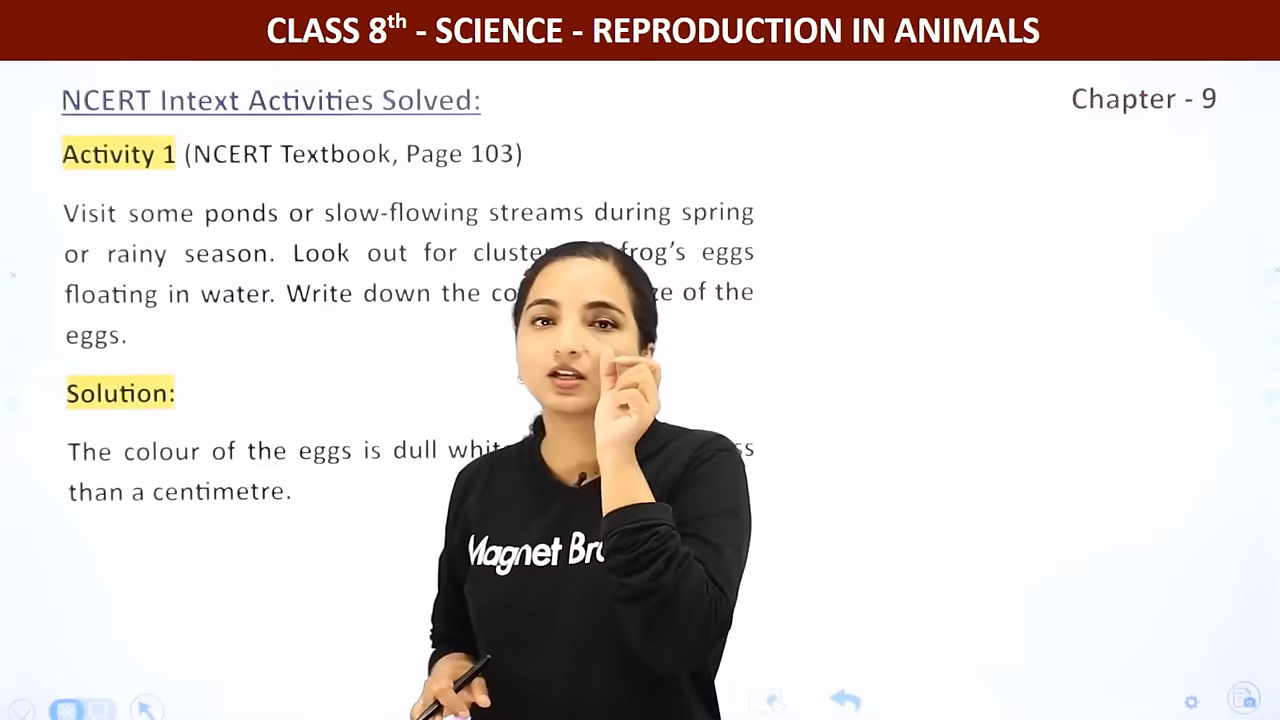 CLASS 8th - SCIENCE - REPRODUCTION IN ANIMALS
NCERT Intext Activities Solved:
Chapter - 9
Activity 1 (NCERT Textbook, Page 103)
Visit some ponds or slow-flowing streams during spring
or rainy season. Look out for cluste frog's eggs
floating in water. Write down the co ze of the
eggs.
Solution:
The colour of the eggs is dull whit ss
than a centimetre.
Magnet Br